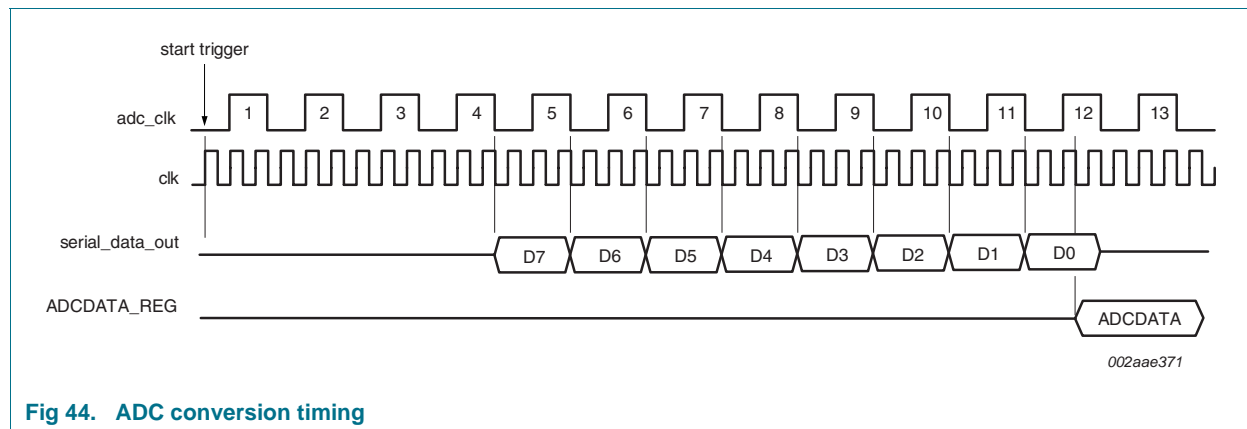 start trigger
adc_clk
1 2 3 4 5 6 7 8 9 10 11 12 13
clk
serial_data_out
D7 D6 D5 D4 D3 D2 D1 D0
ADCDATA_REG
ADCDATA
002aae371
Fig 44. ADC conversion timing